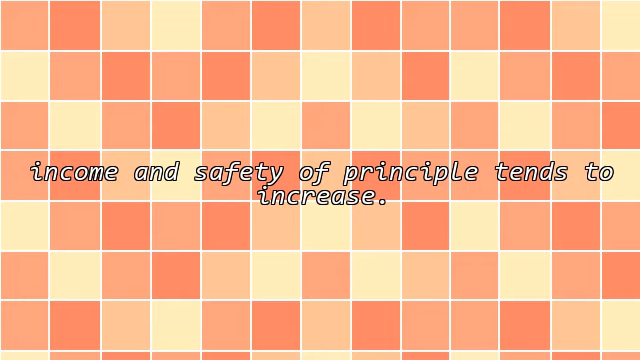 income and safety of principle tends to
increase.